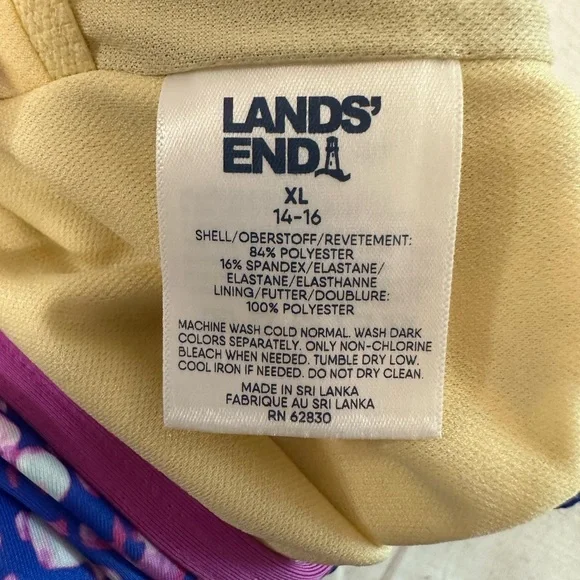 LANDS'
END
XL
14-16
SHELL/OBERSTOFF/REVETEMENT:
84% POLYESTER
16% SPANDEX/ELASTANE/
ELASTANE/ELASTHANNE
LINING/FUTTER/DOUBLURE:
100% POLYESTER
MACHINE WASH COLD NORMAL. WASH DARK
COLORS SEPARATELY. ONLY NON-CHLORINE
BLEACH WHEN NEEDED. TUMBLE DRY LOW.
COOL IRON IF NEEDED. DO NOT DRY CLEAN.
MADE IN SRI LANKA
FABRIQUE AU SRI LANKA
RN 62830